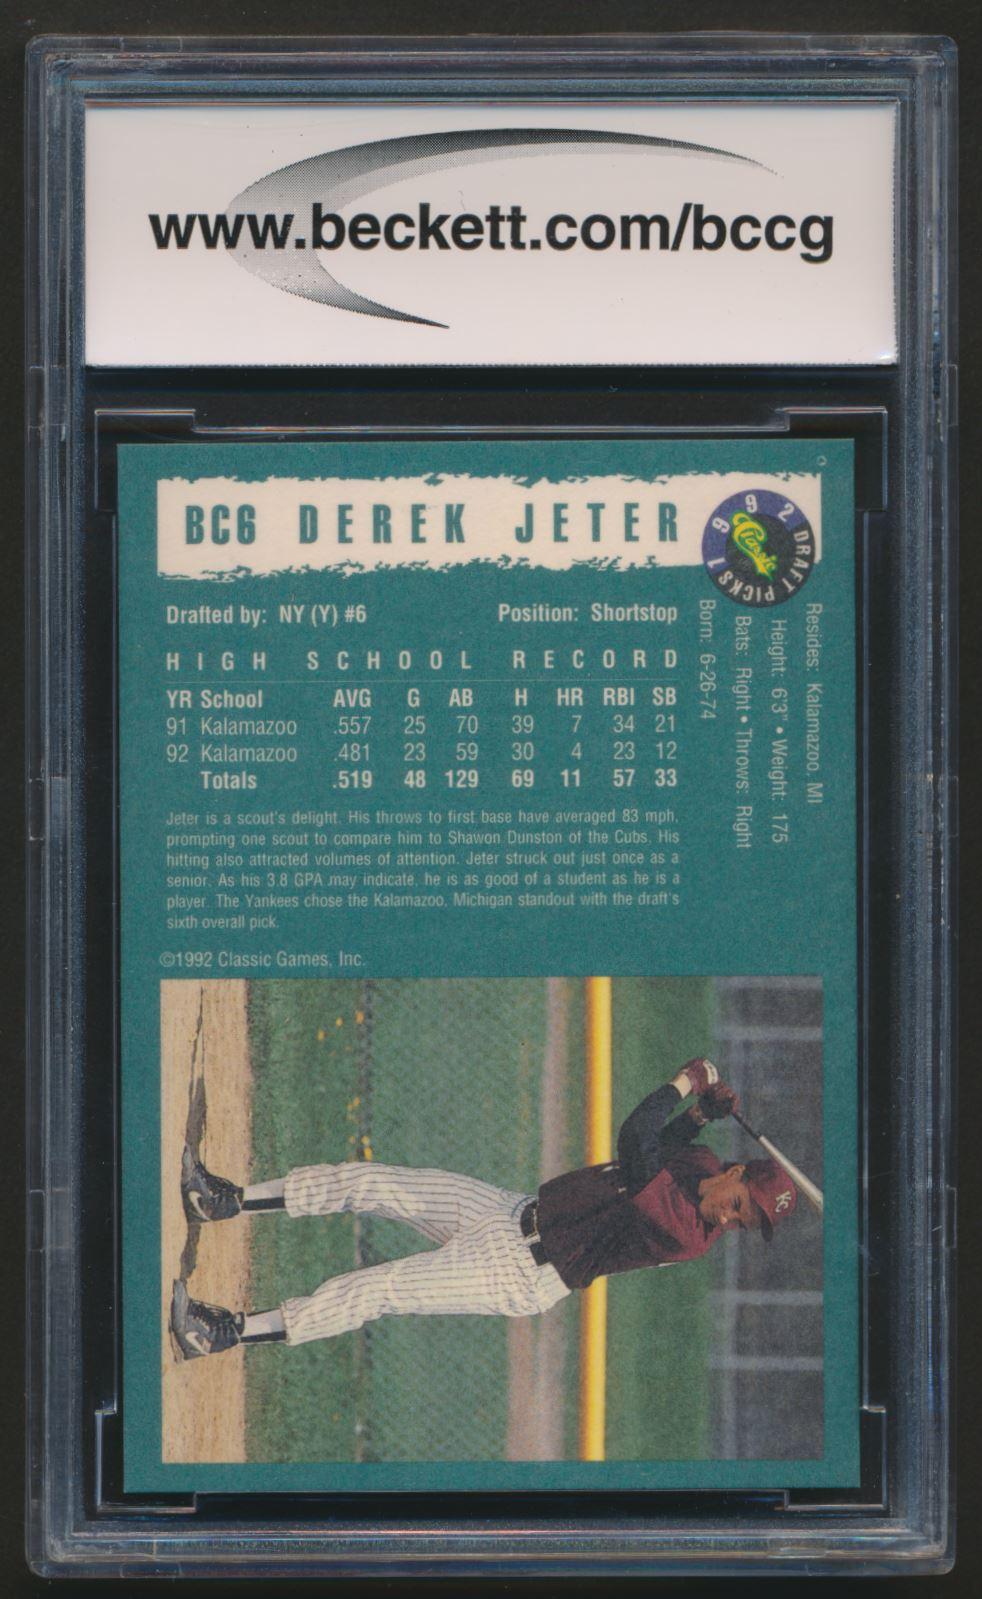 www.beckett.com/bccg
BC6 DEREK JETER
1992 DRAFT PICKS
Classic
Drafted by: NY (Y) #6 Position: Shortstop
HIGH SCHOOL RECORD
YR School AVG G AB H HR RBI SB
91 Kalamazoo .557 25 70 39 7 34 21
92 Kalamazoo .481 23 59 30 4 23 12
Totals .519 48 129 69 11 57 33
Jeter is a scout's delight. His throws to first base have averaged 83 mph,
prompting one scout to compare him to Shawon Dunston of the Cubs. His
hitting also attracted volumes of attention. Jeter struck out just once as a
senior. As his 3.8 GPA may indicate, he is as good of a student as he is a
player. The Yankees chose the Kalamazoo, Michigan standout with the draft's
sixth overall pick.
©1992 Classic Games, Inc.
Resides: Kalamazoo, MI
Height: 6'3" • Weight: 175
Bats: Right • Throws: Right
Born: 6-26-74
KC